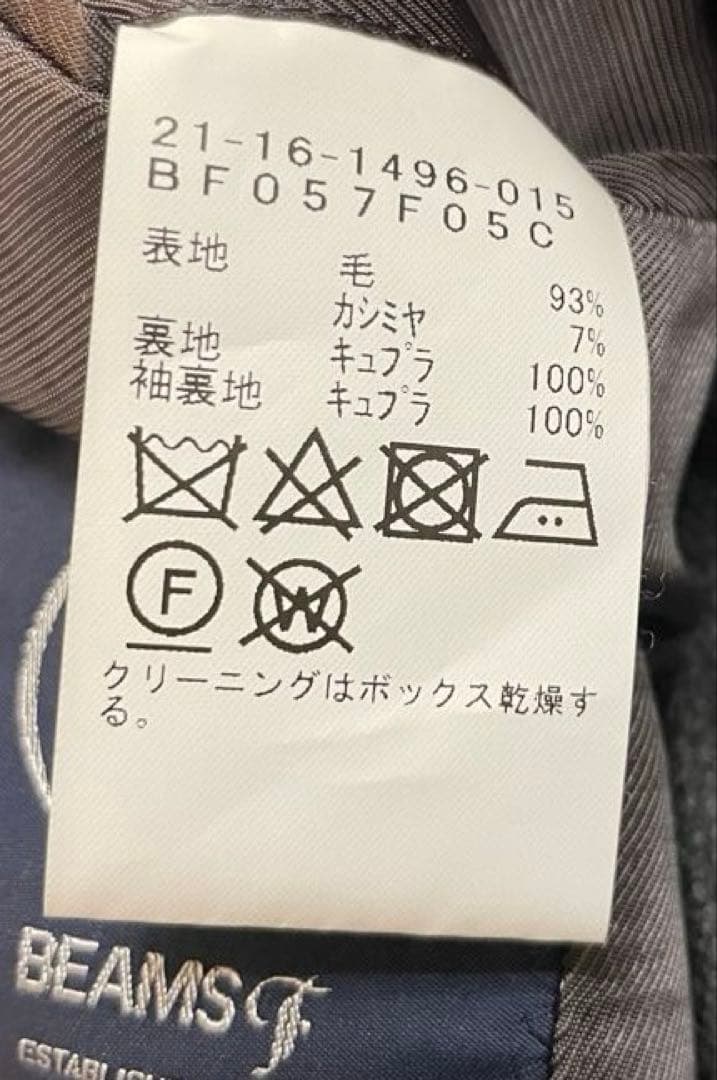 21-16-1496-015
BF057F05C
表地 毛 93%
カシミヤ 7%
裏地 キュプラ 100%
袖裏地 キュプラ 100%
F W
クリーニングはボックス乾燥す
る。
BEAMS F